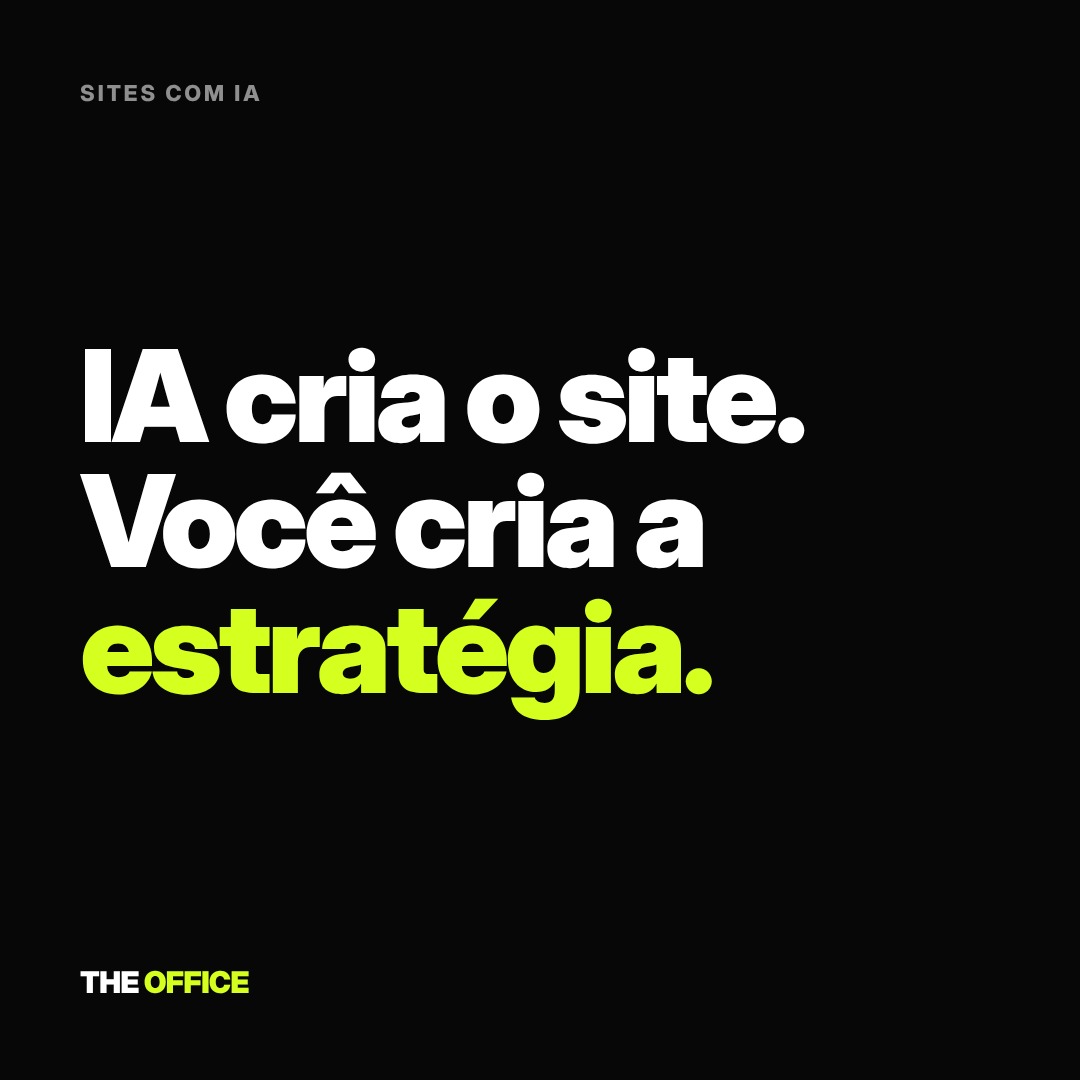 SITES COM IA
IA cria o site.
Você cria a
estratégia.
THE OFFICE